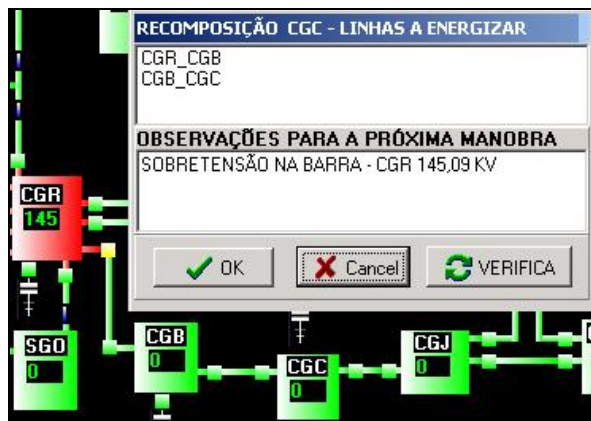 RECOMPOSIÇÃO CGC - LINHAS A ENERGIZAR
CGR_CGB
CGB_CGC
OBSERVAÇÕES PARA A PRÓXIMA MANOBRA
SOBRETENSÃO NA BARRA - CGR 145,09 KV
OK
Cancel
VERIFICA
CGR
145
SGO
0
CGB
0
CGC
0
CGJ
0